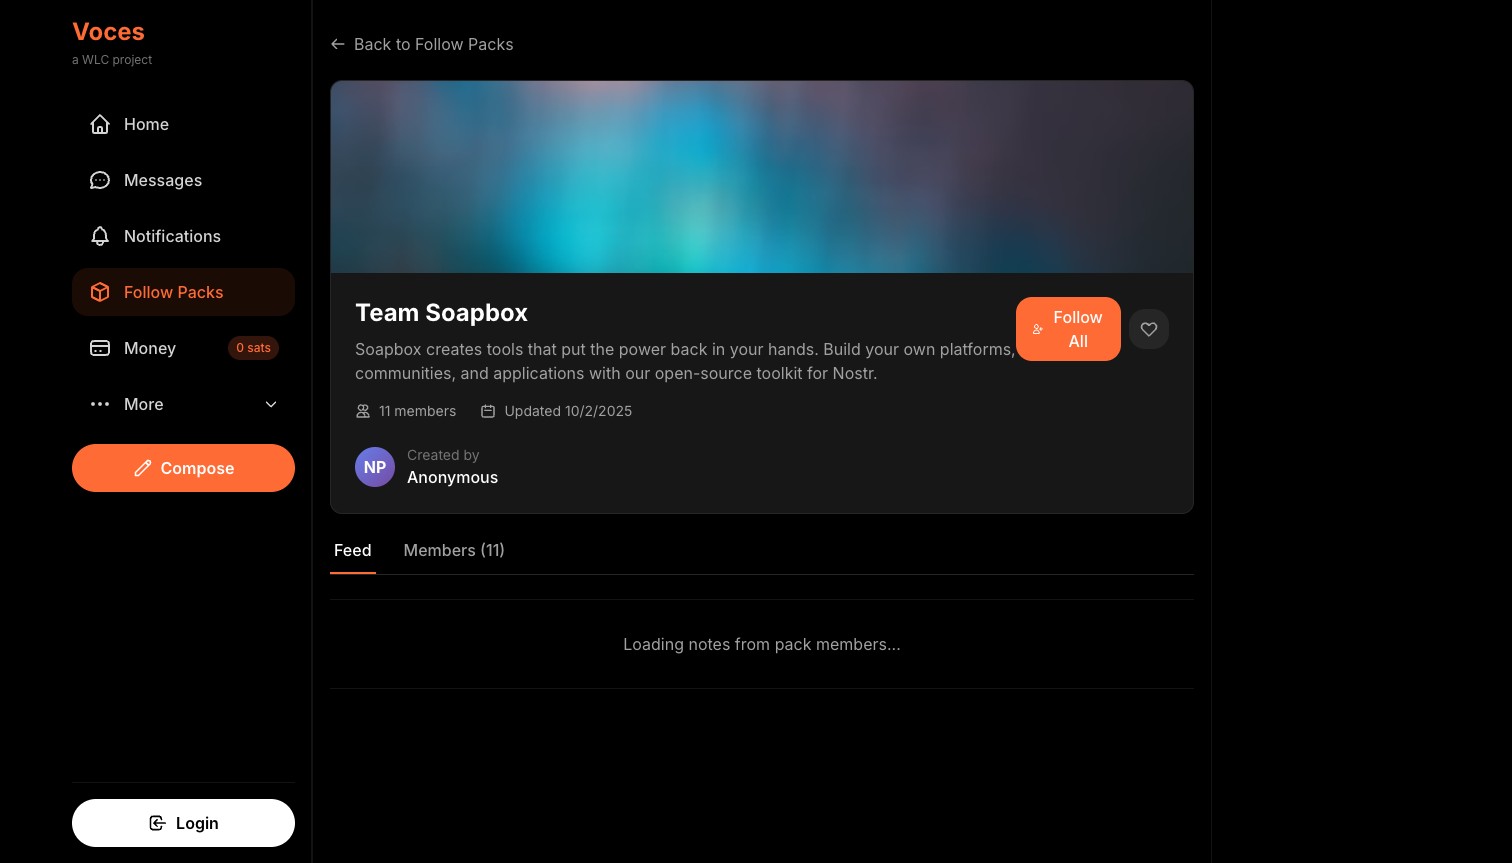 Voces
a WLC project
Home
Messages
Notifications
Follow Packs
Money
0 sats
More
Compose
Login
Back to Follow Packs
Team Soapbox
Soapbox creates tools that put the power back in your hands. Build your own platforms,
communities, and applications with our open-source toolkit for Nostr.
Follow
All
11 members
Updated 10/2/2025
NP
Created by
Anonymous
Feed
Members (11)
Loading notes from pack members...